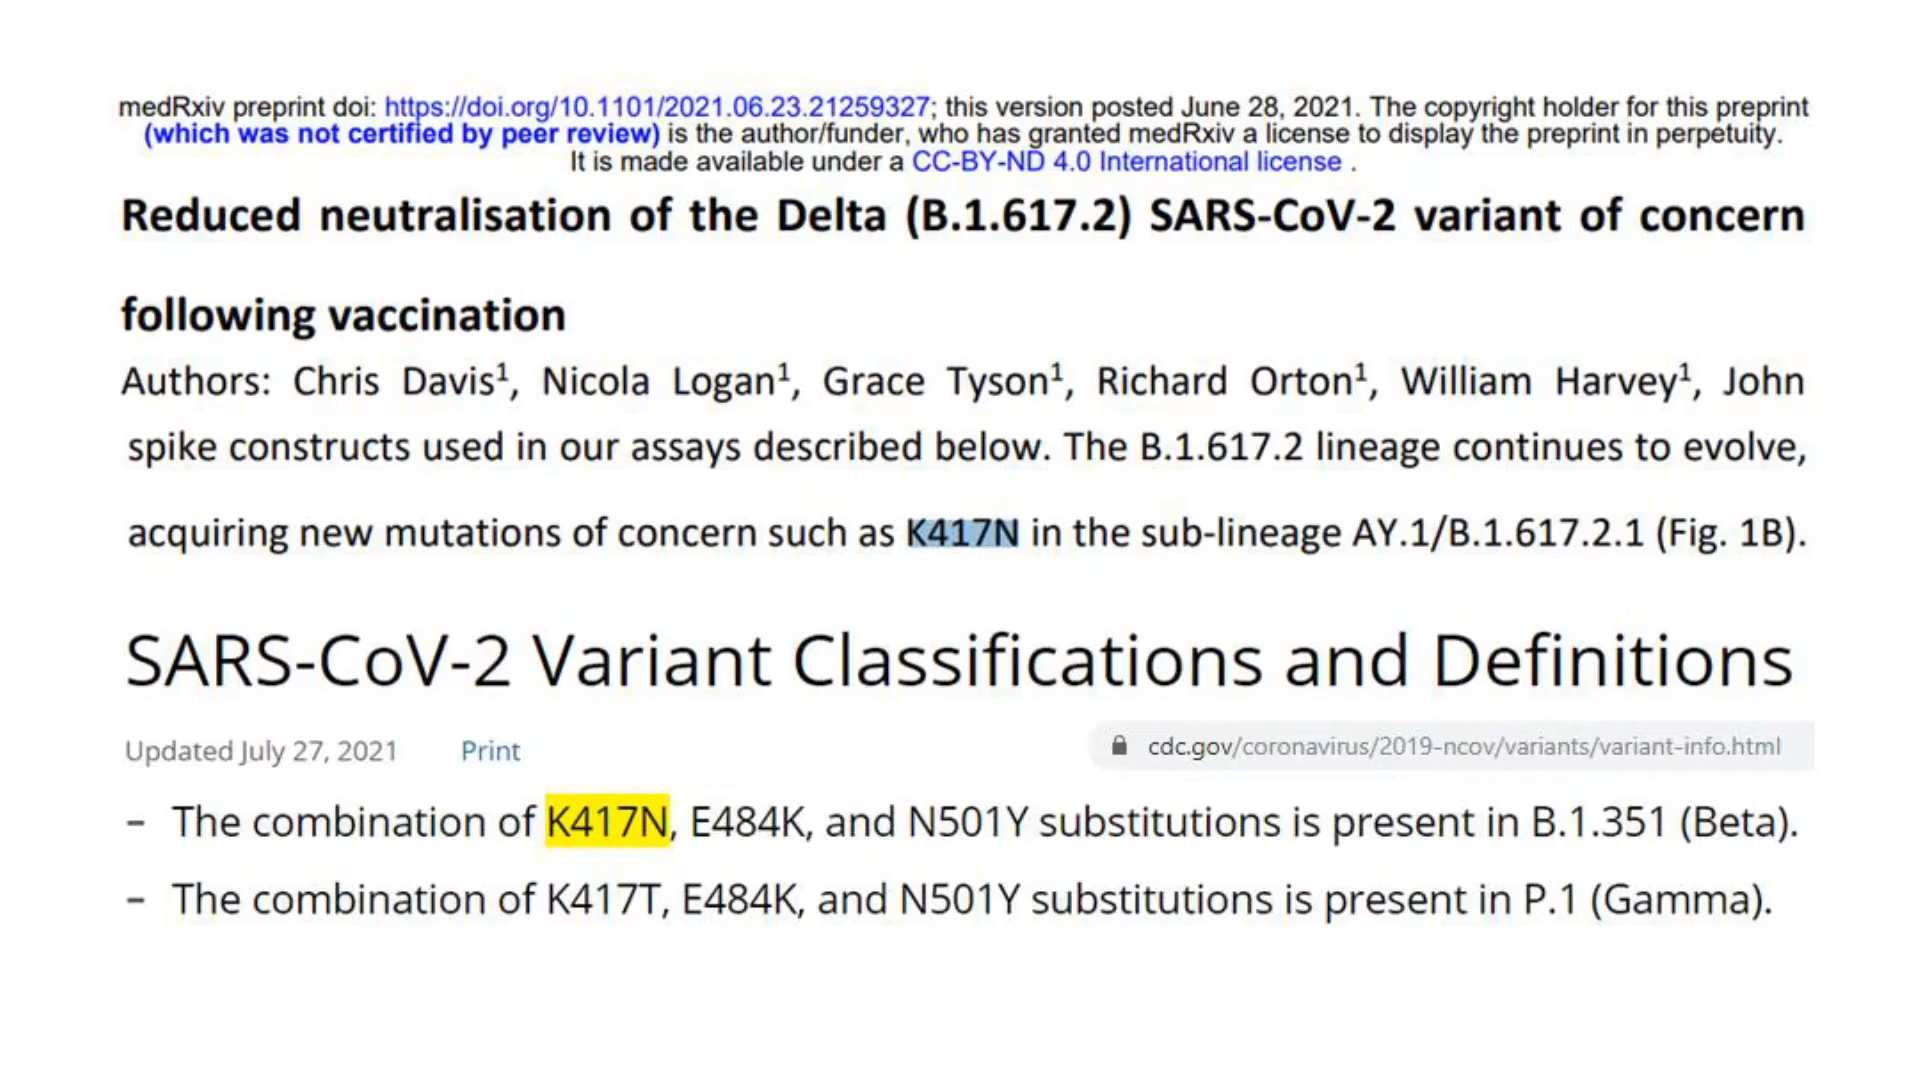 medRxiv preprint doi: https://doi.org/10.1101/2021.06.23.21259327; this version posted June 28, 2021. The copyright holder for this preprint
(which was not certified by peer review) is the author/funder, who has granted medRxiv a license to display the preprint in perpetuity.
It is made available under a CC-BY-ND 4.0 International license .
Reduced neutralisation of the Delta (B.1.617.2) SARS-CoV-2 variant of concern
following vaccination
Authors: Chris Davis¹, Nicola Logan¹, Grace Tyson¹, Richard Orton¹, William Harvey¹, John
spike constructs used in our assays described below. The B.1.617.2 lineage continues to evolve,
acquiring new mutations of concern such as K417N in the sub-lineage AY.1/B.1.617.2.1 (Fig. 1B).
SARS-CoV-2 Variant Classifications and Definitions
Updated July 27, 2021 Print cdc.gov/coronavirus/2019-ncov/variants/variant-info.html
– The combination of K417N, E484K, and N501Y substitutions is present in B.1.351 (Beta).
– The combination of K417T, E484K, and N501Y substitutions is present in P.1 (Gamma).